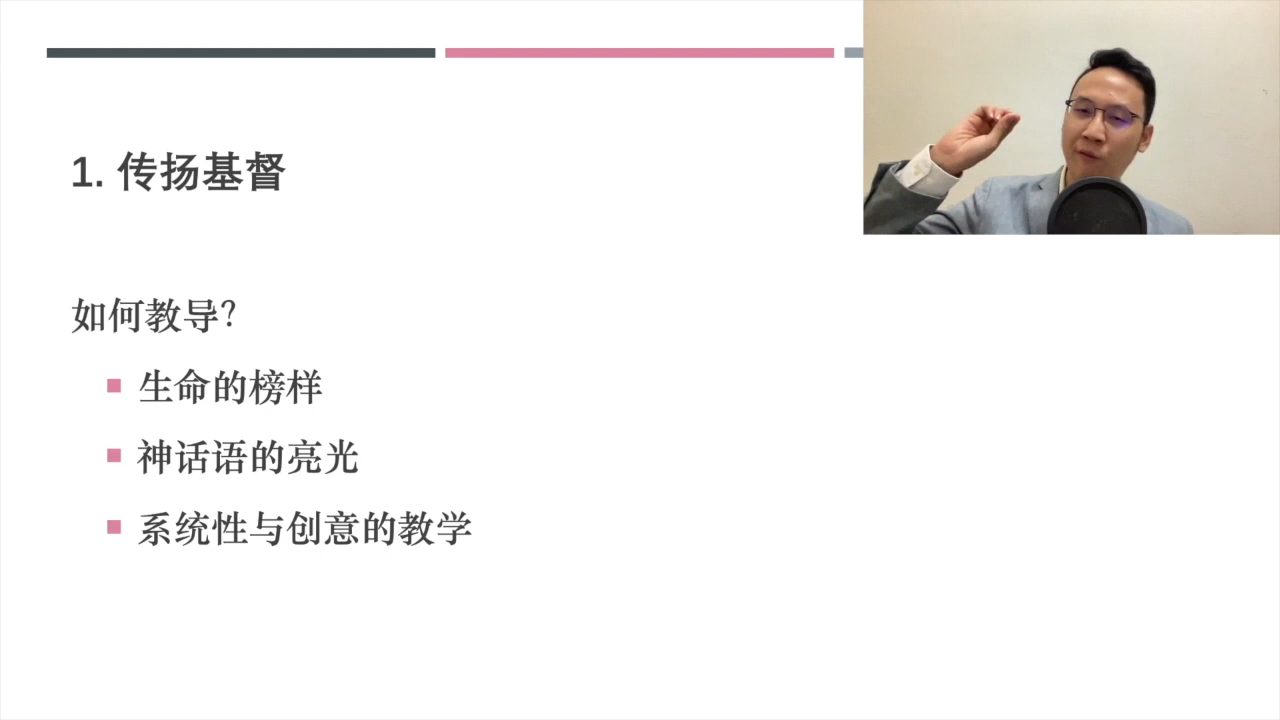 1. 传扬基督
如何教导？
生命的榜样
神话语的亮光
系统性与创意的教学